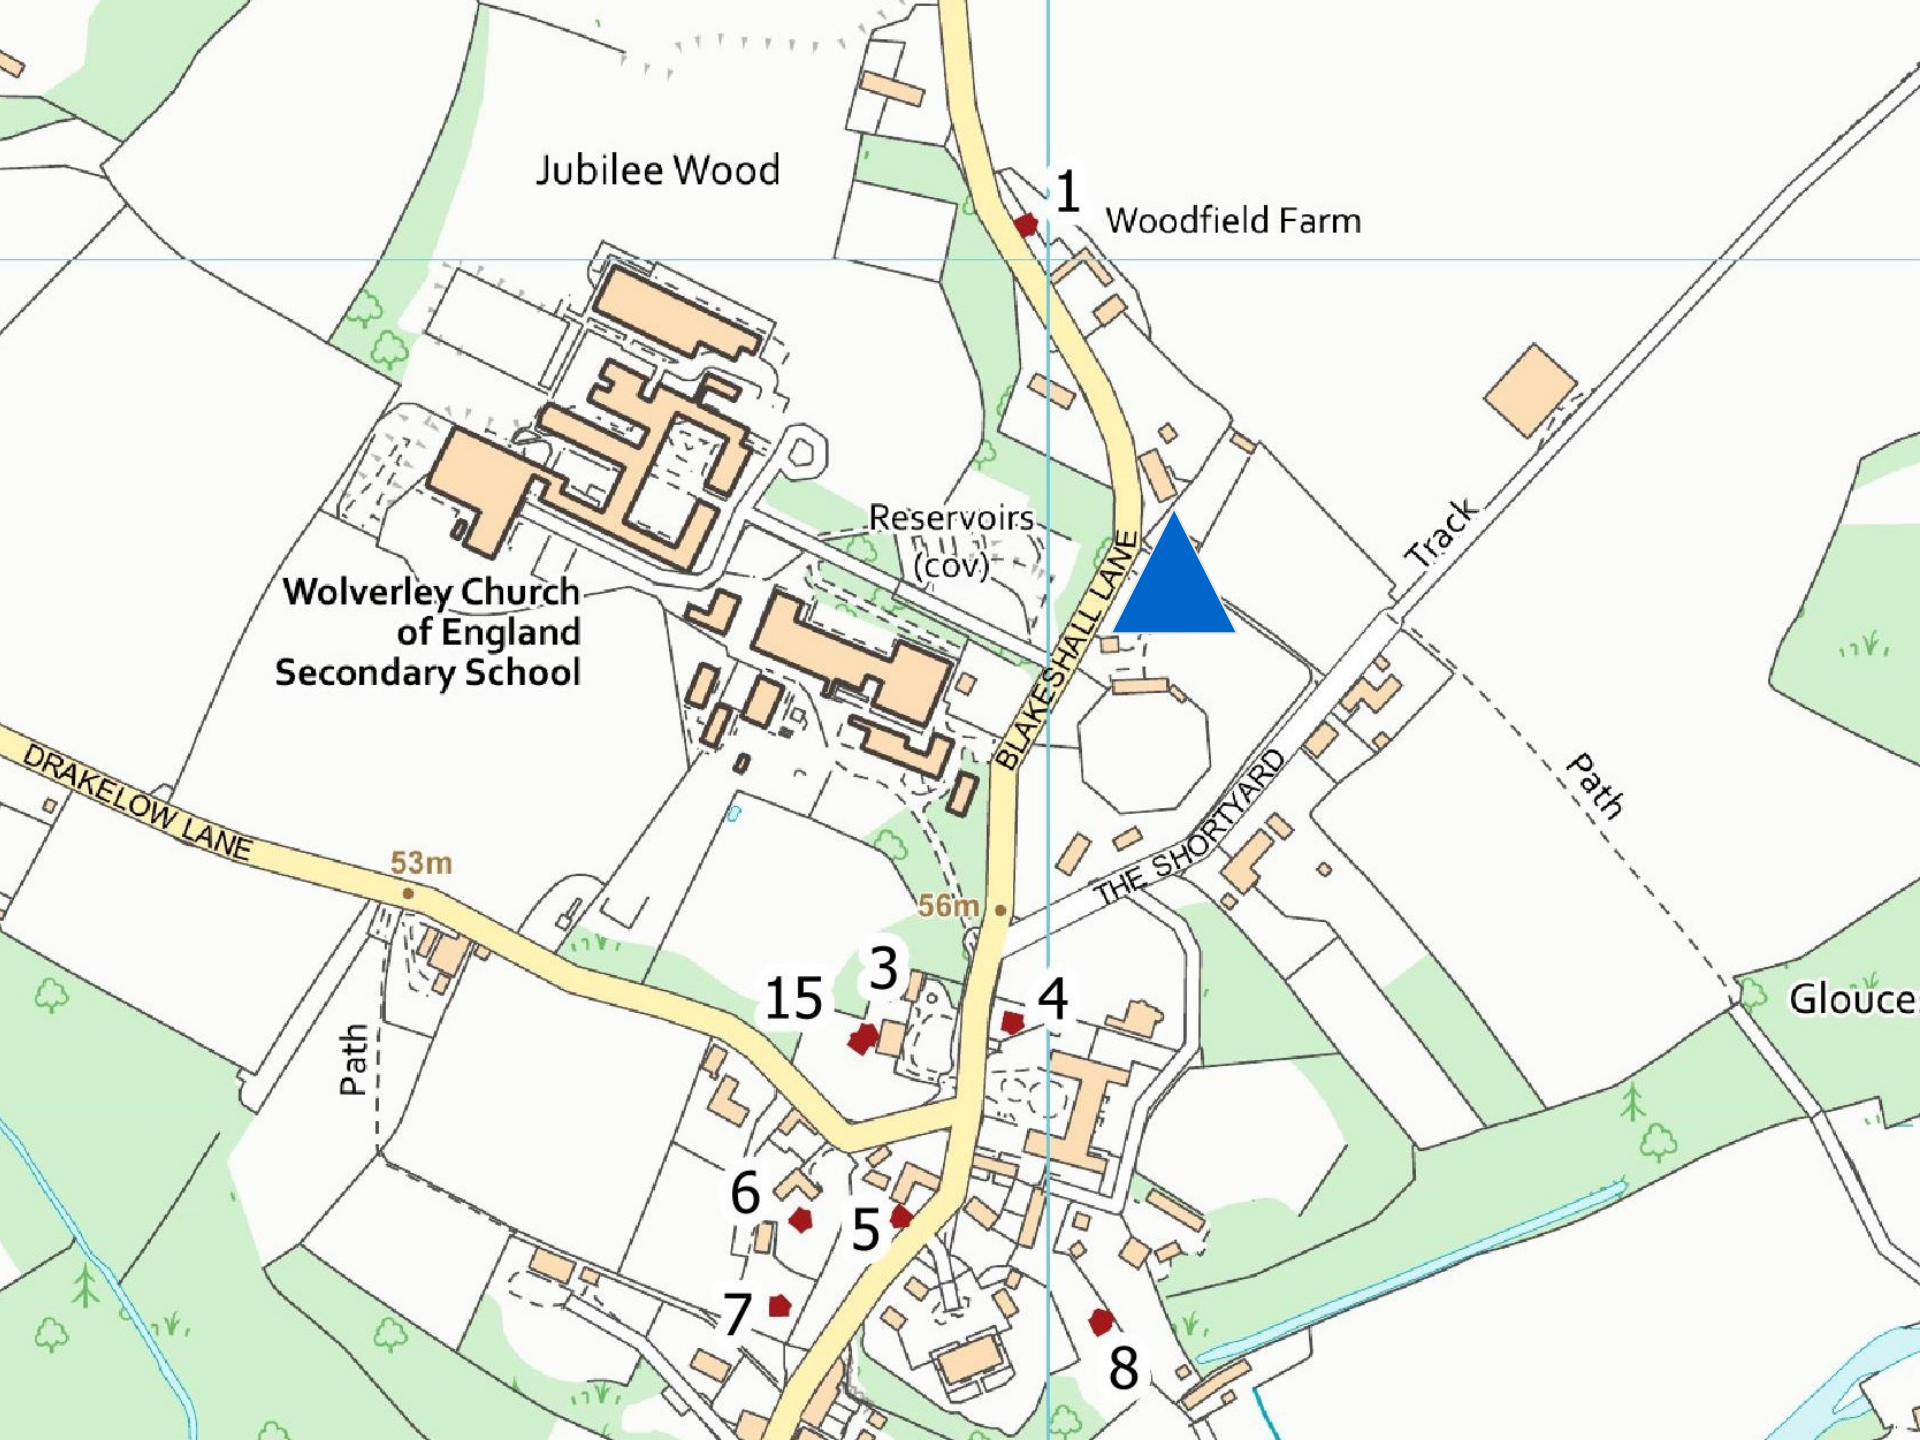 Jubilee Wood
1
Woodfield Farm
Reservoirs
(cov)
Track
BLAKESHALL LANE
Wolverley Church
of England
Secondary School
DRAKELOW LANE
53m
THE SHORTYARD
Path
56m
3
15
4
Glouce
Path
6
5
7
8